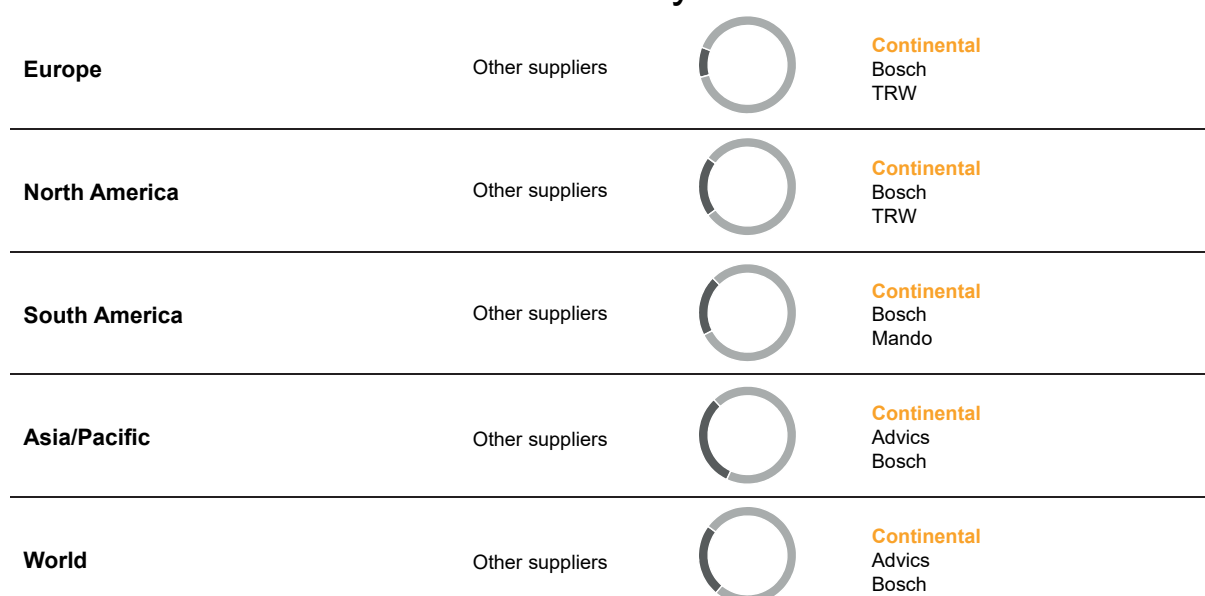 Europe
Other suppliers
Continental
Bosch
TRW
North America
Other suppliers
Continental
Bosch
TRW
South America
Other suppliers
Continental
Bosch
Mando
Asia/Pacific
Other suppliers
Continental
Advics
Bosch
World
Other suppliers
Continental
Advics
Bosch